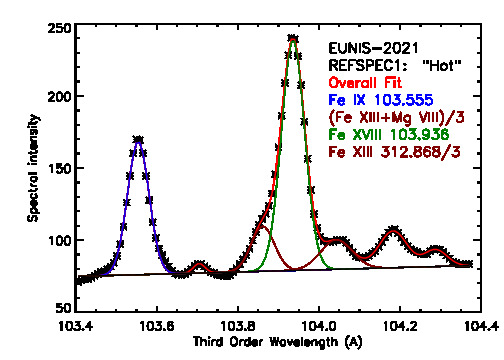 250
200
150
100
50
Spectral intensity
EUNIS-2021
REFSPEC1: "Hot"
Overall Fit
Fe IX 103.555
(Fe XIII+Mg VIII)/3
Fe XVIII 103.936
Fe XIII 312.868/3
103.4 103.6 103.8 104.0 104.2 104.4
Third Order Wavelength (A)